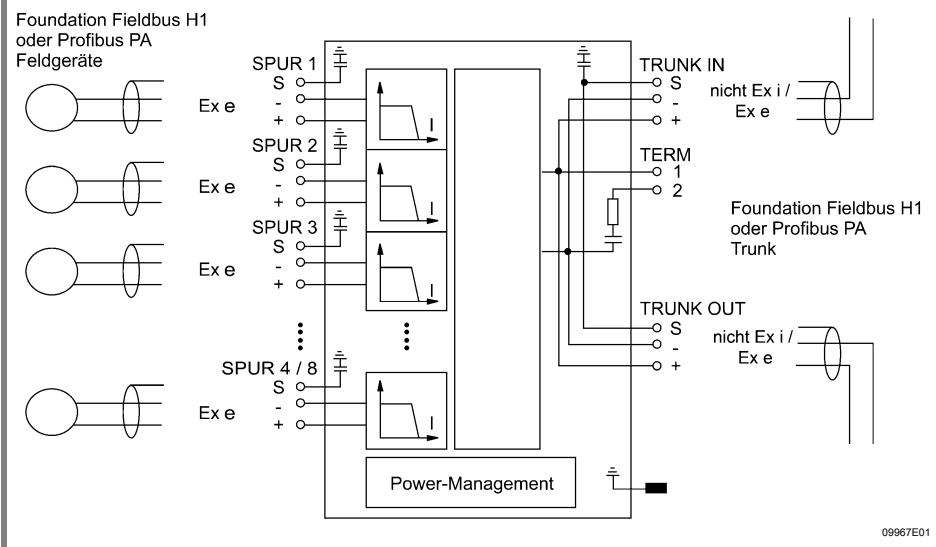 Foundation Fieldbus H1
oder Profibus PA
Feldgeräte
SPUR 1
S
-
+
Ex e
I
SPUR 2
S
-
+
Ex e
I
SPUR 3
S
-
+
Ex e
I
SPUR 4 / 8
S
-
+
Ex e
I
Power-Management
TRUNK IN
S
-
+
nicht Ex i /
Ex e
TERM
1
2
Foundation Fieldbus H1
oder Profibus PA
Trunk
TRUNK OUT
S
-
+
nicht Ex i /
Ex e
09967E01